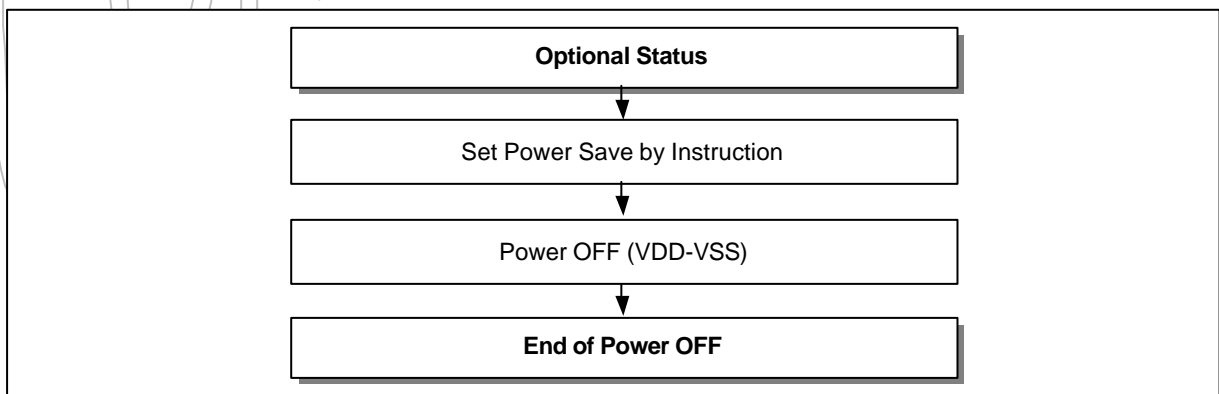 Optional Status
Set Power Save by Instruction
Power OFF (VDD-VSS)
End of Power OFF